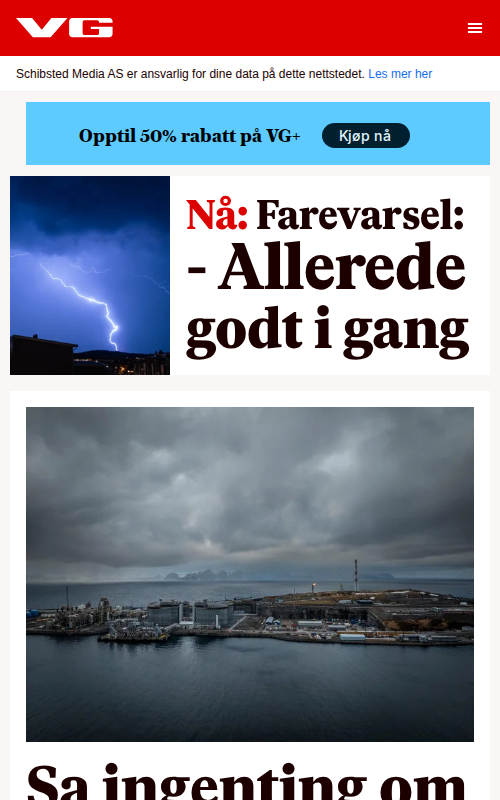 VG
Schibsted Media AS er ansvarlig for dine data på dette nettstedet. Les mer her
Opptil 50% rabatt på VG+
Kjøp nå
Nå: Farevarsel:
- Allerede
godt i gang
Sa ingenting om